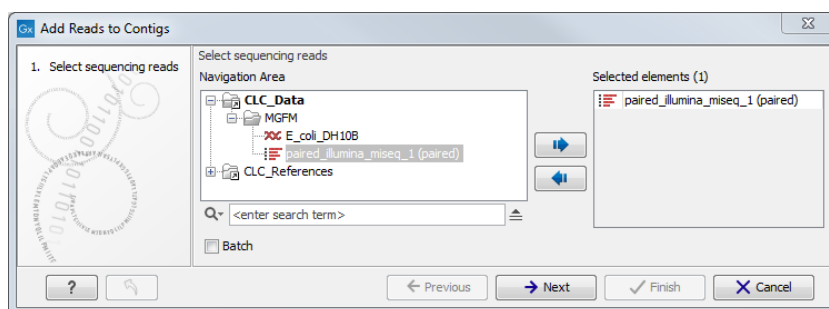 Gx Add Reads to Contigs
1. Select sequencing reads
Select sequencing reads
Navigation Area
CLC_Data
MGFM
E_coli_DH10B
paired_illumina_miseq_1 (paired)
CLC_References
<enter search term>
Batch
Selected elements (1)
paired_illumina_miseq_1 (paired)
?
Previous
Next
Finish
Cancel